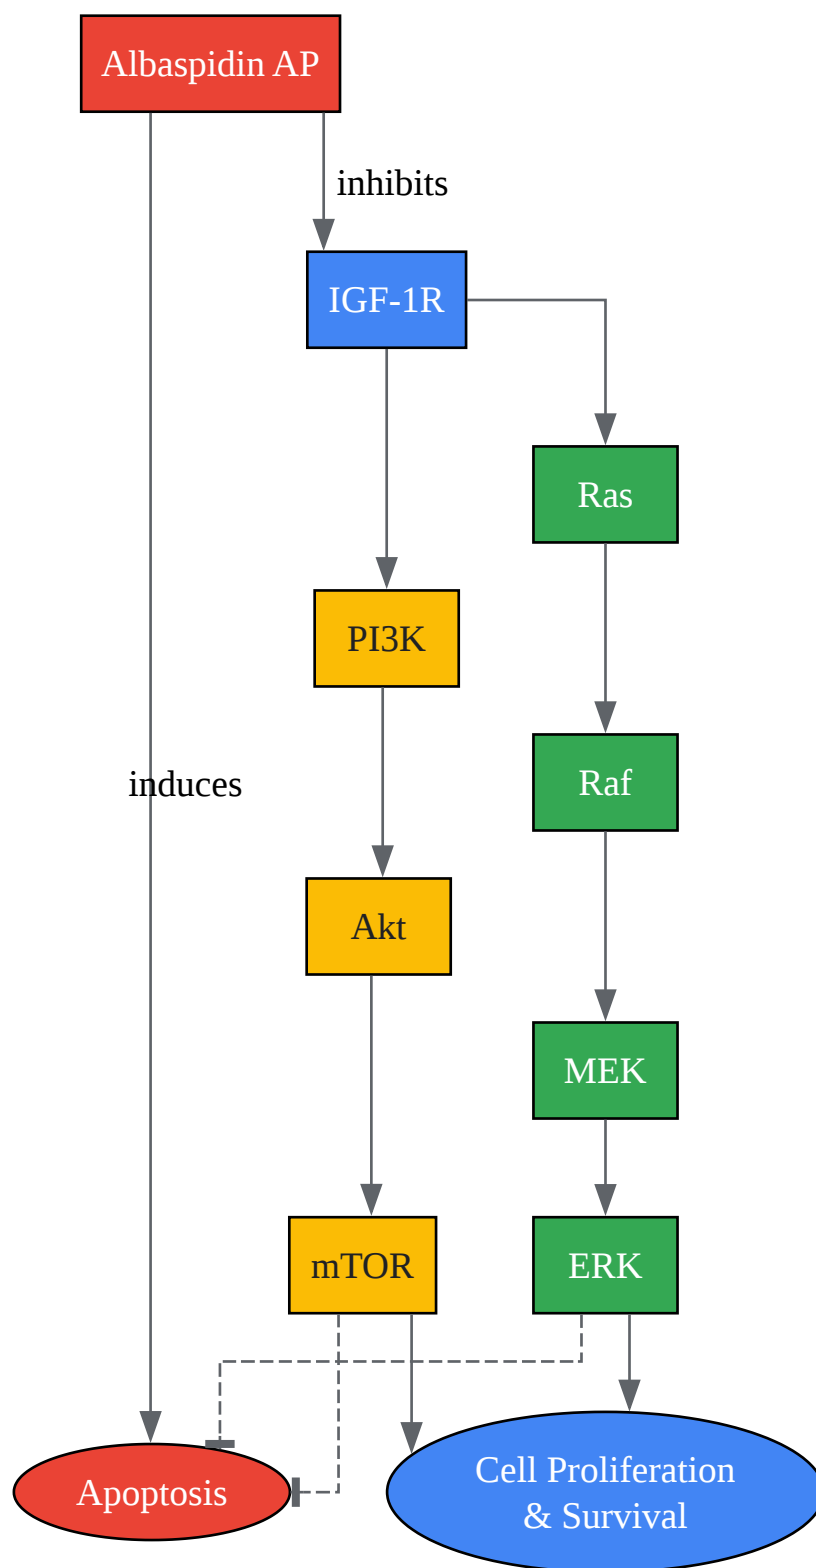 Albaspidin AP
inhibits
IGF-1R
Ras
PI3K
Raf
induces
Akt
MEK
mTOR
ERK
Apoptosis
Cell Proliferation
& Survival